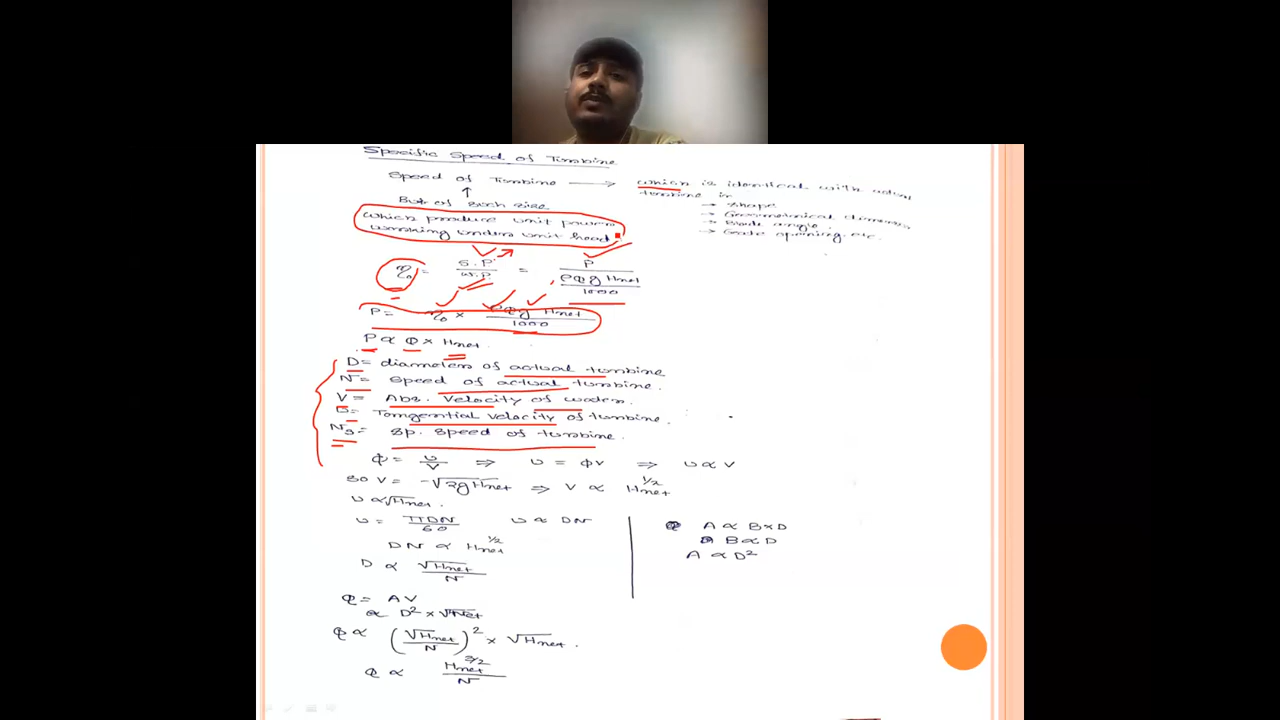 Specific Speed of Turbine
Speed of Turbine → which is identical with actual
turbine in
↑
But of such size
→ shape
→ Geometrical dimension
→ Blade angle.
→ Gate opening etc.
which produce unit power
working under unit head
η₀ = S.P / W.P = P / (ρQg Hnet / 1000)
P = η₀ × ρQg Hnet / 1000
P ∝ Q × Hnet.
D = diameter of actual turbine
N = Speed of actual turbine.
V = Abs. Velocity of water.
U = Tangential velocity of turbine.
Ns = Sp. Speed of turbine.
φ = U/V ⇒ U = φV ⇒ U ∝ V
So V = √2gHnet ⇒ V ∝ Hnet^1/2
U ∝ √Hnet.
U = πDN/60 U ∝ DN
DN ∝ Hnet^1/2
D ∝ √Hnet / N
A ∝ B×D
B ∝ D
A ∝ D²
Q = AV
∝ D² × √Hnet
Q ∝ (√Hnet / N)² × √Hnet.
Q ∝ Hnet^3/2 / N